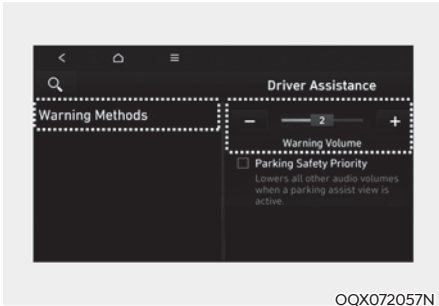 Driver Assistance
Warning Methods
2
Warning Volume
Parking Safety Priority
Lowers all other audio volumes
when a parking assist view is
active.
OQX072057N